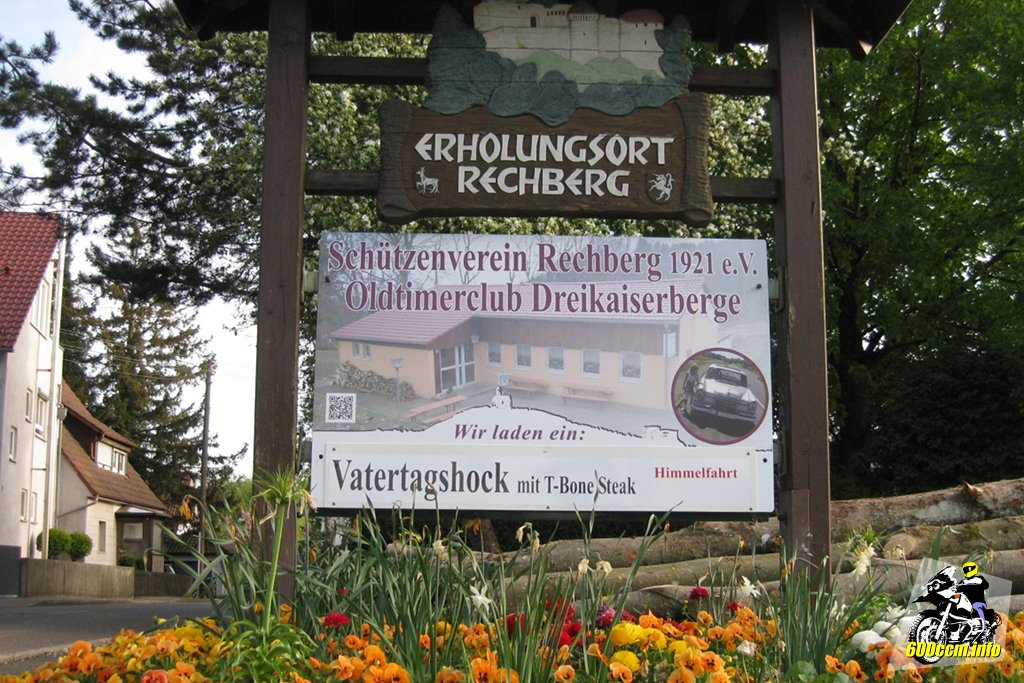 ERHOLUNGSORT
RECHBERG
Schützenverein Rechberg 1921 e.V.
Oldtimerclub Dreikaiserberge
Wir laden ein:
Vatertagshock mit T-Bone Steak
Himmelfahrt
600ccm.info